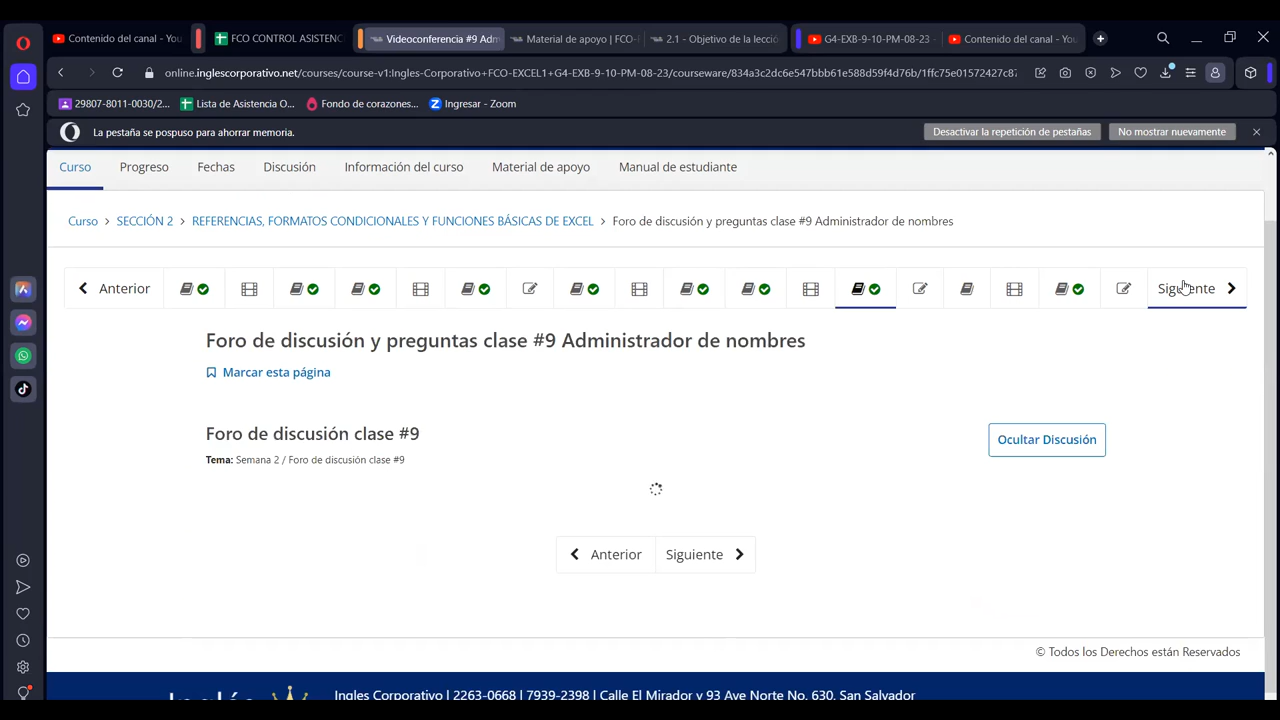 Contenido del canal - You
FCO CONTROL ASISTENC
Videoconferencia #9 Adm
Material de apoyo | FCO-
2.1 - Objetivo de la lecció
G4-EXB-9-10-PM-08-23 -
Contenido del canal - You
online.inglescorporativo.net/courses/course-v1:Ingles-Corporativo+FCO-EXCEL1+G4-EXB-9-10-PM-08-23/courseware/834a3c2dc6e547bbb61e588d59f4d76b/1ffc75e01572427c87
29807-8011-0030/2...
Lista de Asistencia O...
Fondo de corazones...
Ingresar - Zoom
La pestaña se pospuso para ahorrar memoria.
Desactivar la repetición de pestañas
No mostrar nuevamente
Curso
Progreso
Fechas
Discusión
Información del curso
Material de apoyo
Manual de estudiante
Curso > SECCIÓN 2 > REFERENCIAS, FORMATOS CONDICIONALES Y FUNCIONES BÁSICAS DE EXCEL > Foro de discusión y preguntas clase #9 Administrador de nombres
Anterior
Siguiente
Foro de discusión y preguntas clase #9 Administrador de nombres
Marcar esta página
Foro de discusión clase #9
Ocultar Discusión
Tema: Semana 2 / Foro de discusión clase #9
Anterior
Siguiente
© Todos los Derechos están Reservados
Ingles Corporativo | 2263-0668 | 7939-2398 | Calle El Mirador y 93 Ave Norte No. 630, San Salvador